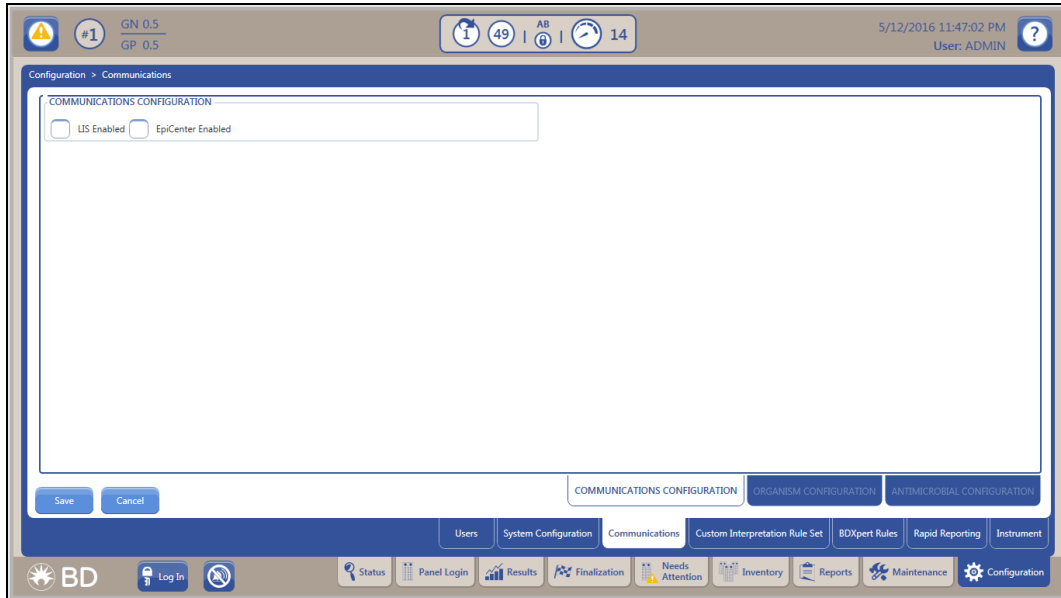 #1
GN 0.5
GP 0.5
1
49
AB
14
5/12/2016 11:47:02 PM
User: ADMIN
?
Configuration > Communications
COMMUNICATIONS CONFIGURATION
LIS Enabled
EpiCenter Enabled
Save
Cancel
COMMUNICATIONS CONFIGURATION
ORGANISM CONFIGURATION
ANTIMICROBIAL CONFIGURATION
Users
System Configuration
Communications
Custom Interpretation Rule Set
BDXpert Rules
Rapid Reporting
Instrument
BD
Log In
Status
Panel Login
Results
Finalization
Needs
Attention
Inventory
Reports
Maintenance
Configuration